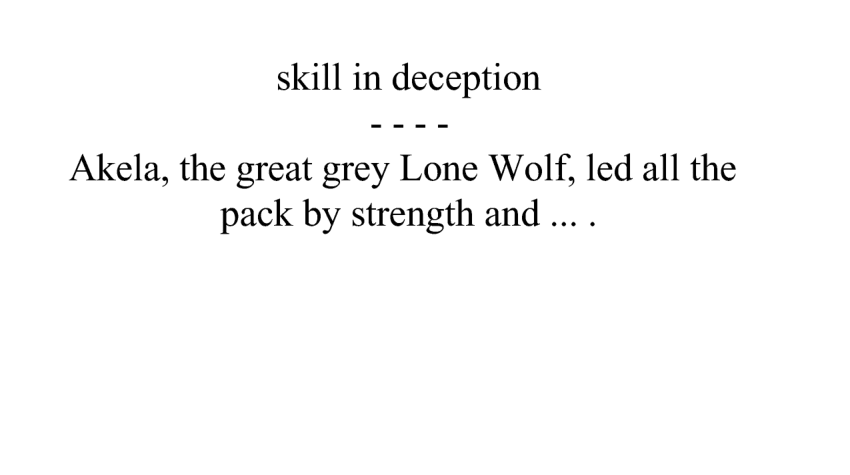 skill in deception
- - - -
Akela, the great grey Lone Wolf, led all the
pack by strength and ... .